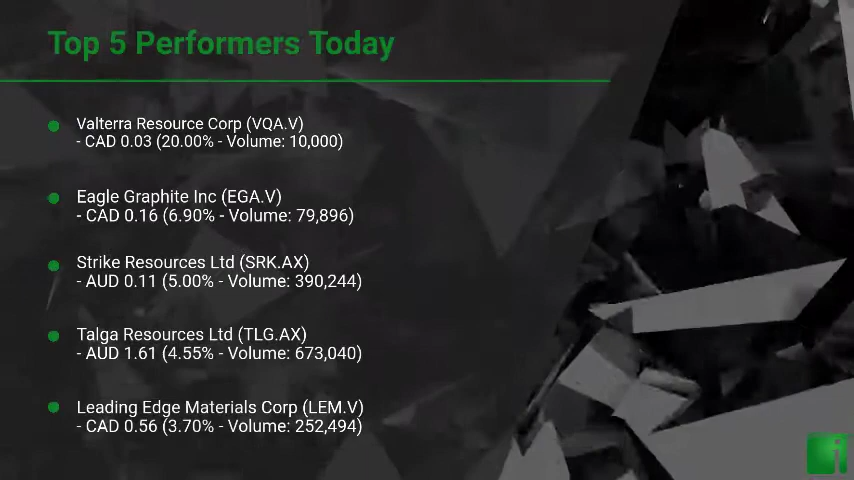 Top 5 Performers Today
Valterra Resource Corp (VQA.V)
- CAD 0.03 (20.00% - Volume: 10,000)
Eagle Graphite Inc (EGA.V)
- CAD 0.16 (6.90% - Volume: 79,896)
Strike Resources Ltd (SRK.AX)
- AUD 0.11 (5.00% - Volume: 390,244)
Talga Resources Ltd (TLG.AX)
- AUD 1.61 (4.55% - Volume: 673,040)
Leading Edge Materials Corp (LEM.V)
- CAD 0.56 (3.70% - Volume: 252,494)
i